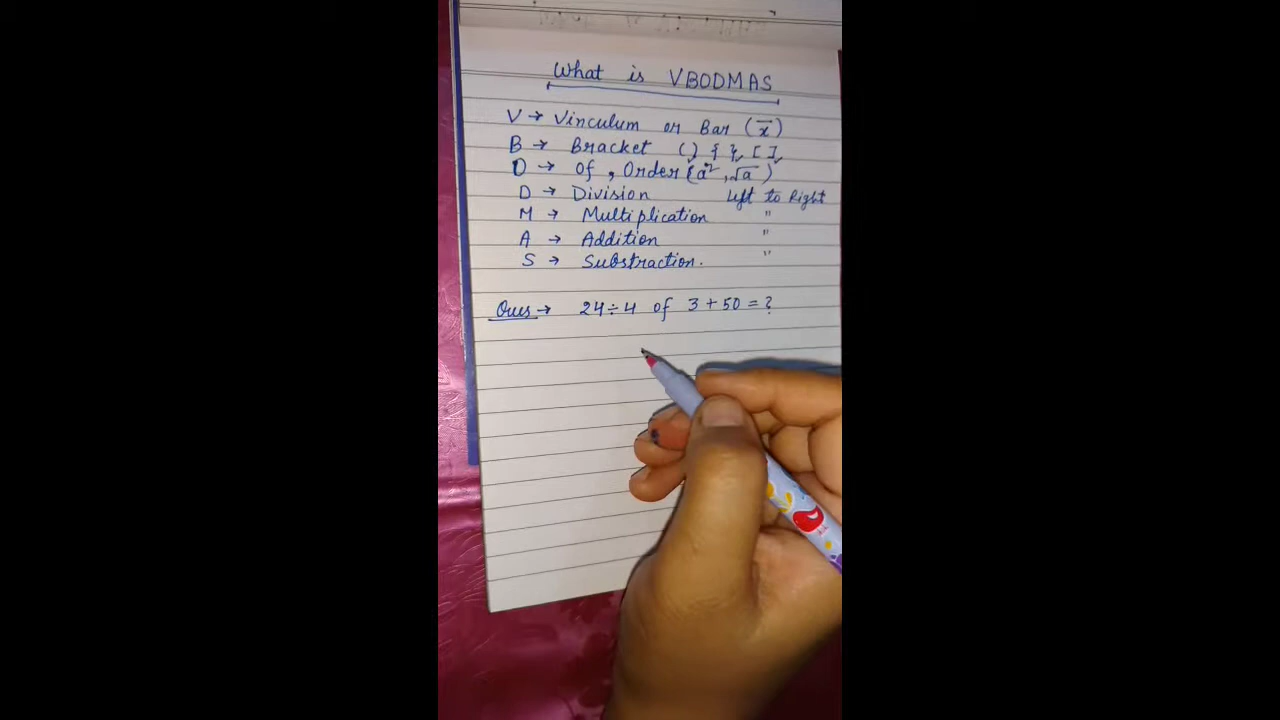 What is VBODMAS
V → Vinculum or Bar (x̅)
B → Bracket () { }, [ ],
O → Of, Order (a², √a)
D → Division Left to Right
M → Multiplication "
A → Addition "
S → Substraction. "
Ques → 24 ÷ 4 of 3 + 50 = ?